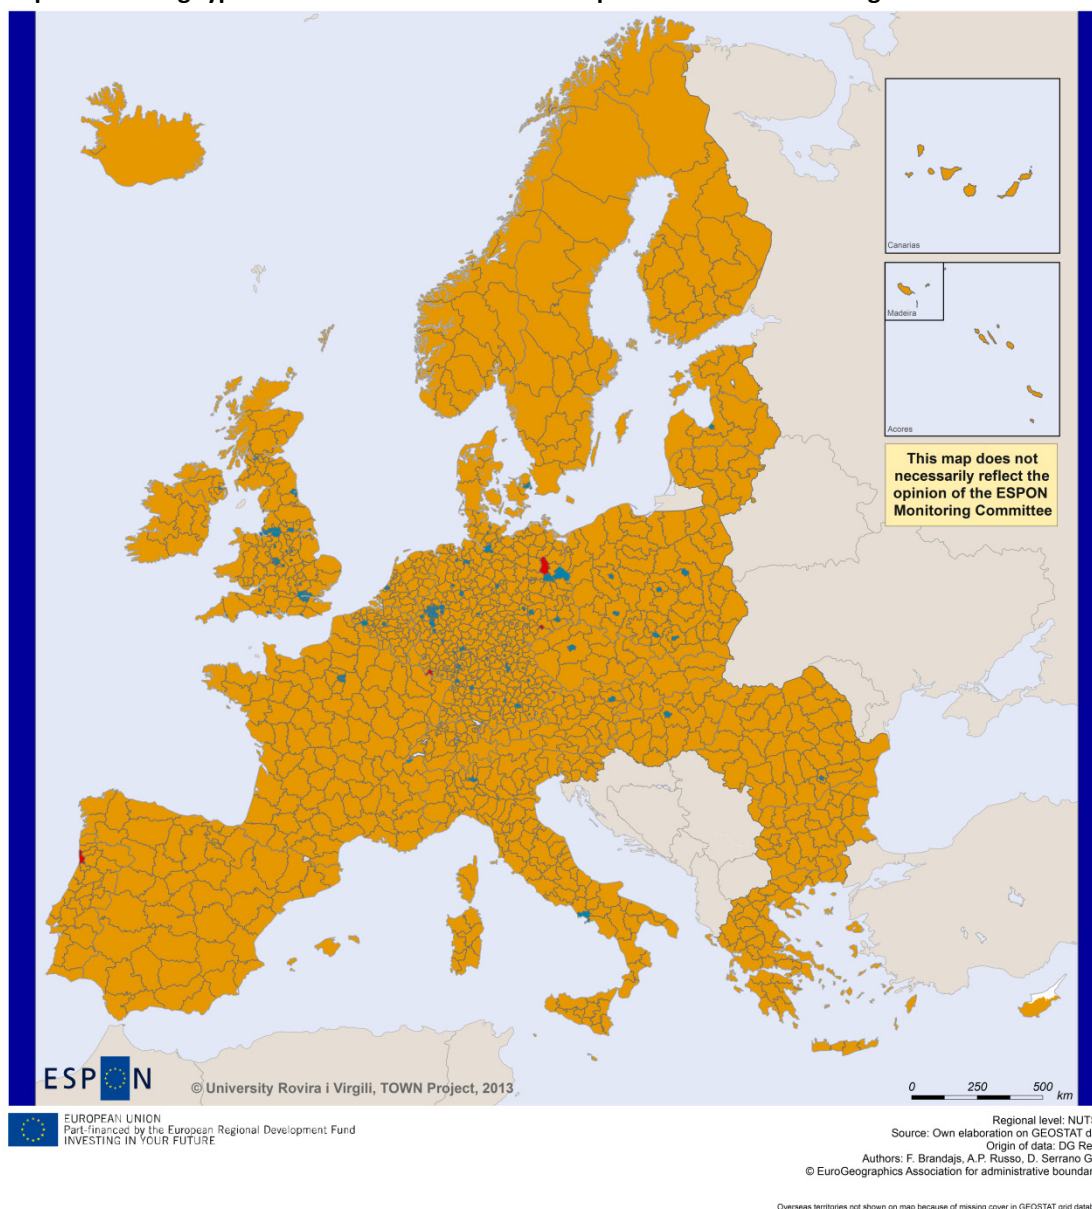 Canarias
Madeira
Acores
This map does not
necessarily reflect the
opinion of the ESPON
Monitoring Committee
ESPON
© University Rovira i Virgili, TOWN Project, 2013
0 250 500
km
EUROPEAN UNION
Part-financed by the European Regional Development Fund
INVESTING IN YOUR FUTURE
Regional level:
Source: Own elaboration on GEOSTAT
Origin of data: DG
Authors: F. Brandajs, A.P. Russo, D. Serrano
© EuroGeographics Association for administrative
Overseas territories not shown on map because of missing cover in GEOSTAT grid